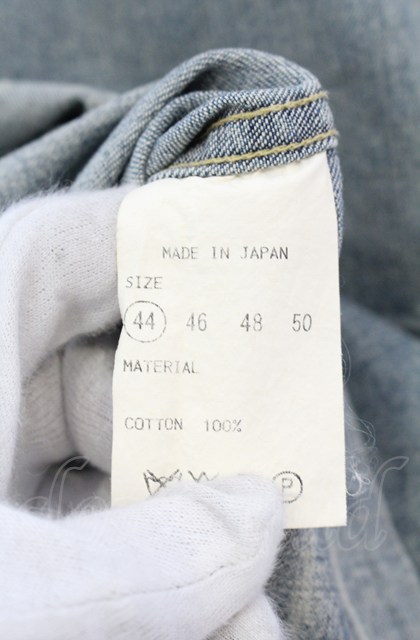 MADE IN JAPAN
SIZE
44 46 48 50
MATERIAL
COTTON 100%
P